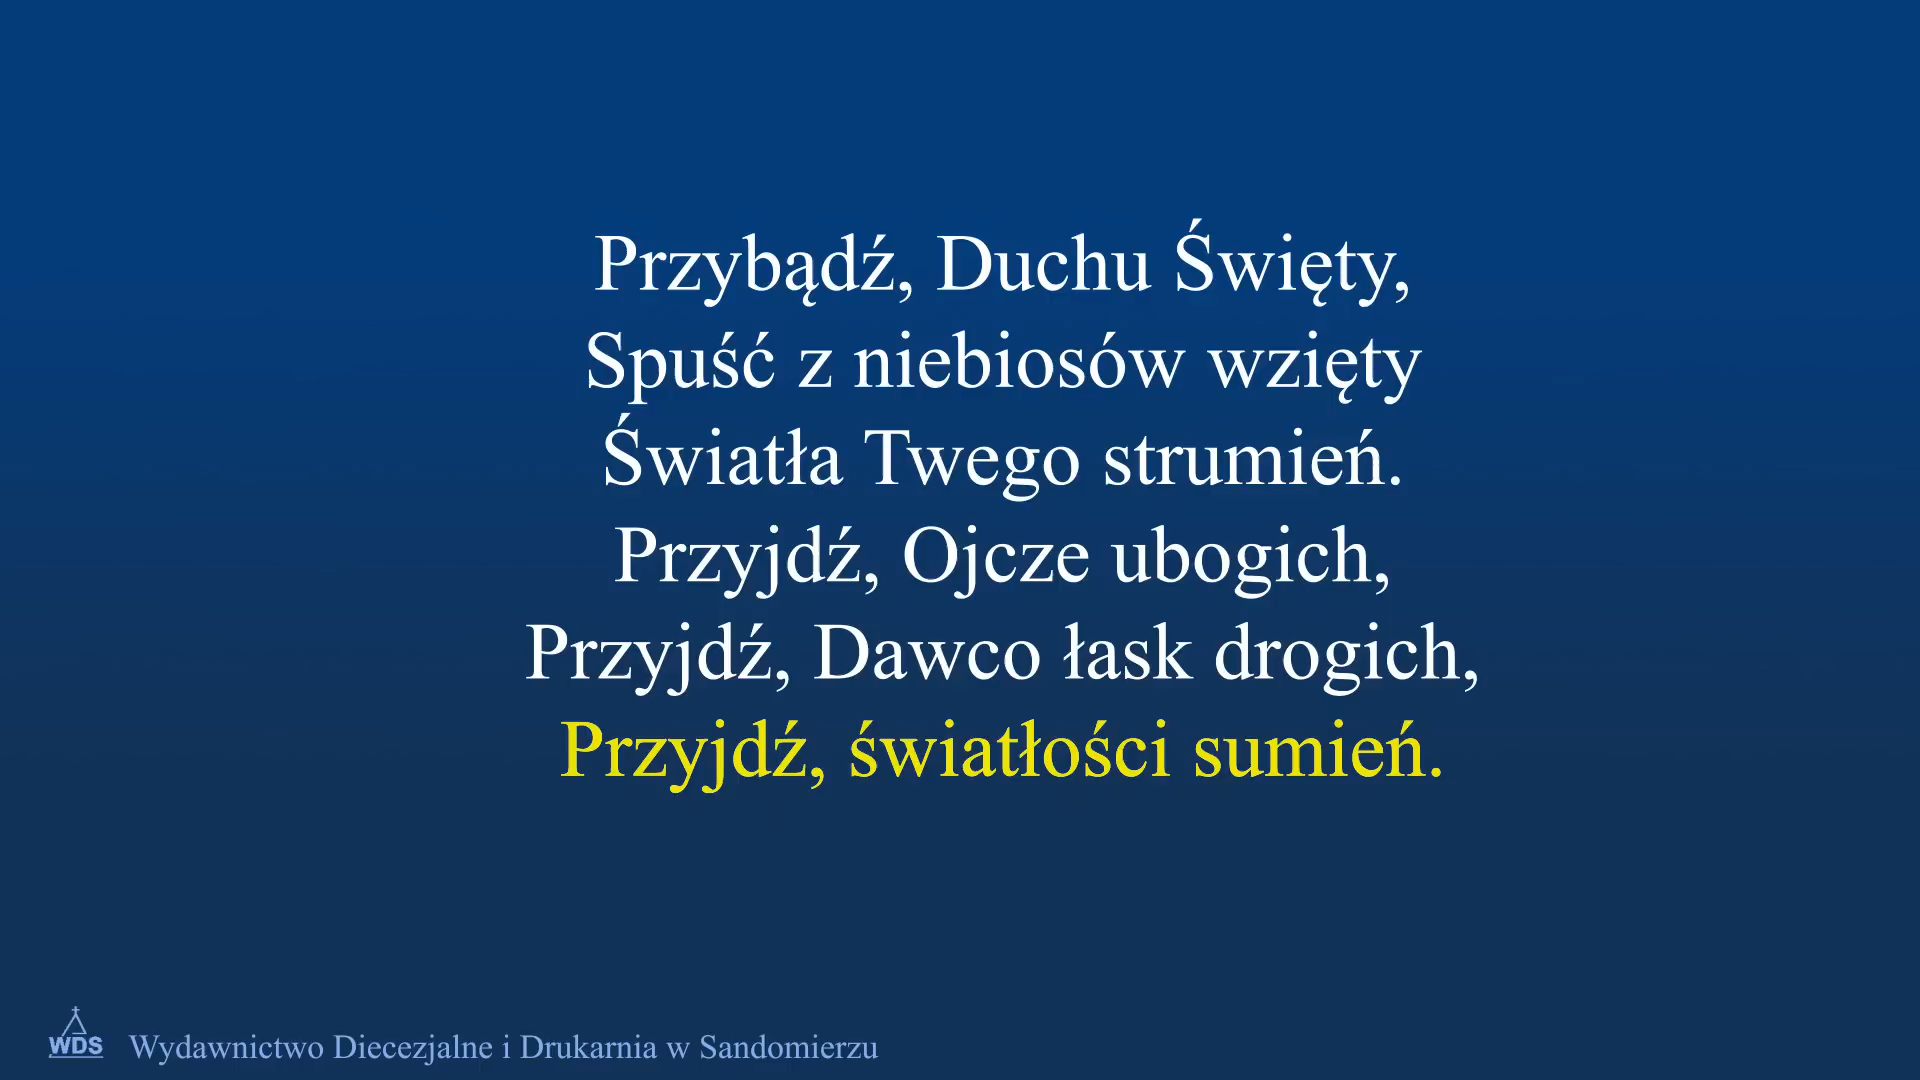 Przybądź, Duchu Święty,
Spuść z niebiosów wzięty
Światła Twego strumień.
Przyjdź, Ojcze ubogich,
Przyjdź, Dawco łask drogich,
Przyjdź, światłości sumień.
WDS Wydawnictwo Diecezjalne i Drukarnia w Sandomierzu